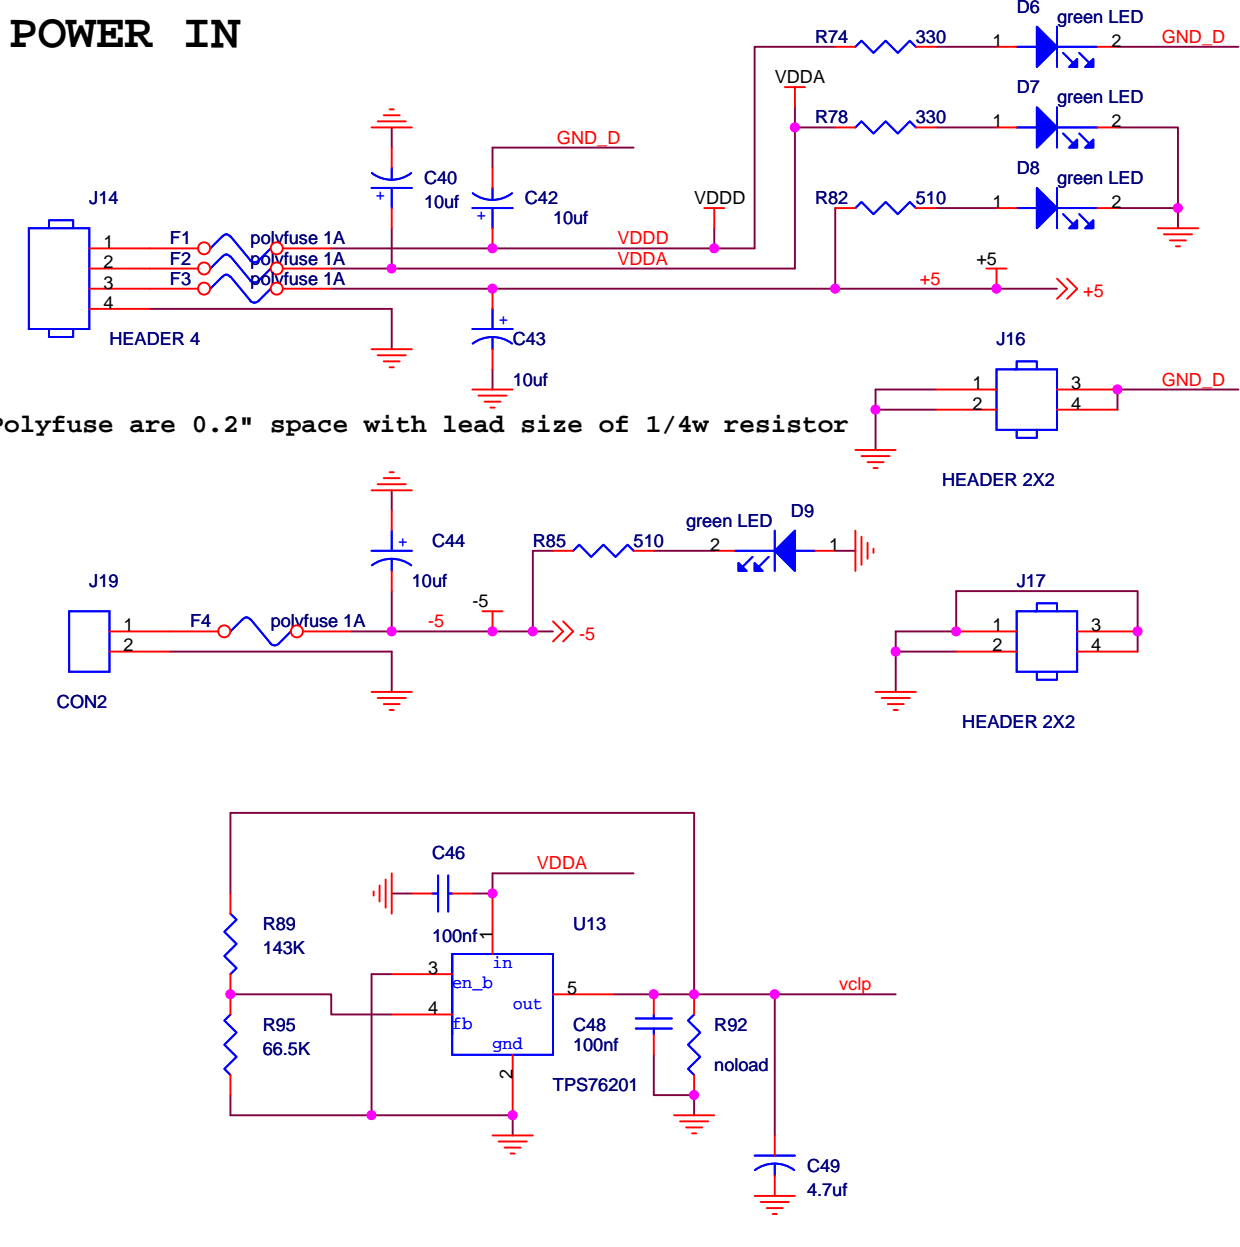 POWER IN
D6
green LED
R74
330
1
2
GND_D
VDDA
D7
green LED
R78
330
1
2
GND_D
D8
green LED
C40
10uf
C42
10uf
VDDD
R82
510
1
2
J14
1
F1
polyfuse 1A
VDDD
2
F2
polyfuse 1A
VDDA
+5
3
F3
polyfuse 1A
+5
+5
4
HEADER 4
C43
10uf
J16
1
3
GND_D
2
4
HEADER 2X2
Polyfuse are 0.2" space with lead size of 1/4w resistor
C44
10uf
R85
510
green LED
D9
2
1
J19
1
F4
polyfuse 1A
-5
-5
-5
2
CON2
J17
1
3
2
4
HEADER 2X2
C46
VDDA
100nf
1
U13
R89
143K
3
in
en_b
out
5
vclp
4
fb
gnd
2
R95
66.5K
C48
100nf
R92
noload
TPS76201
C49
4.7uf